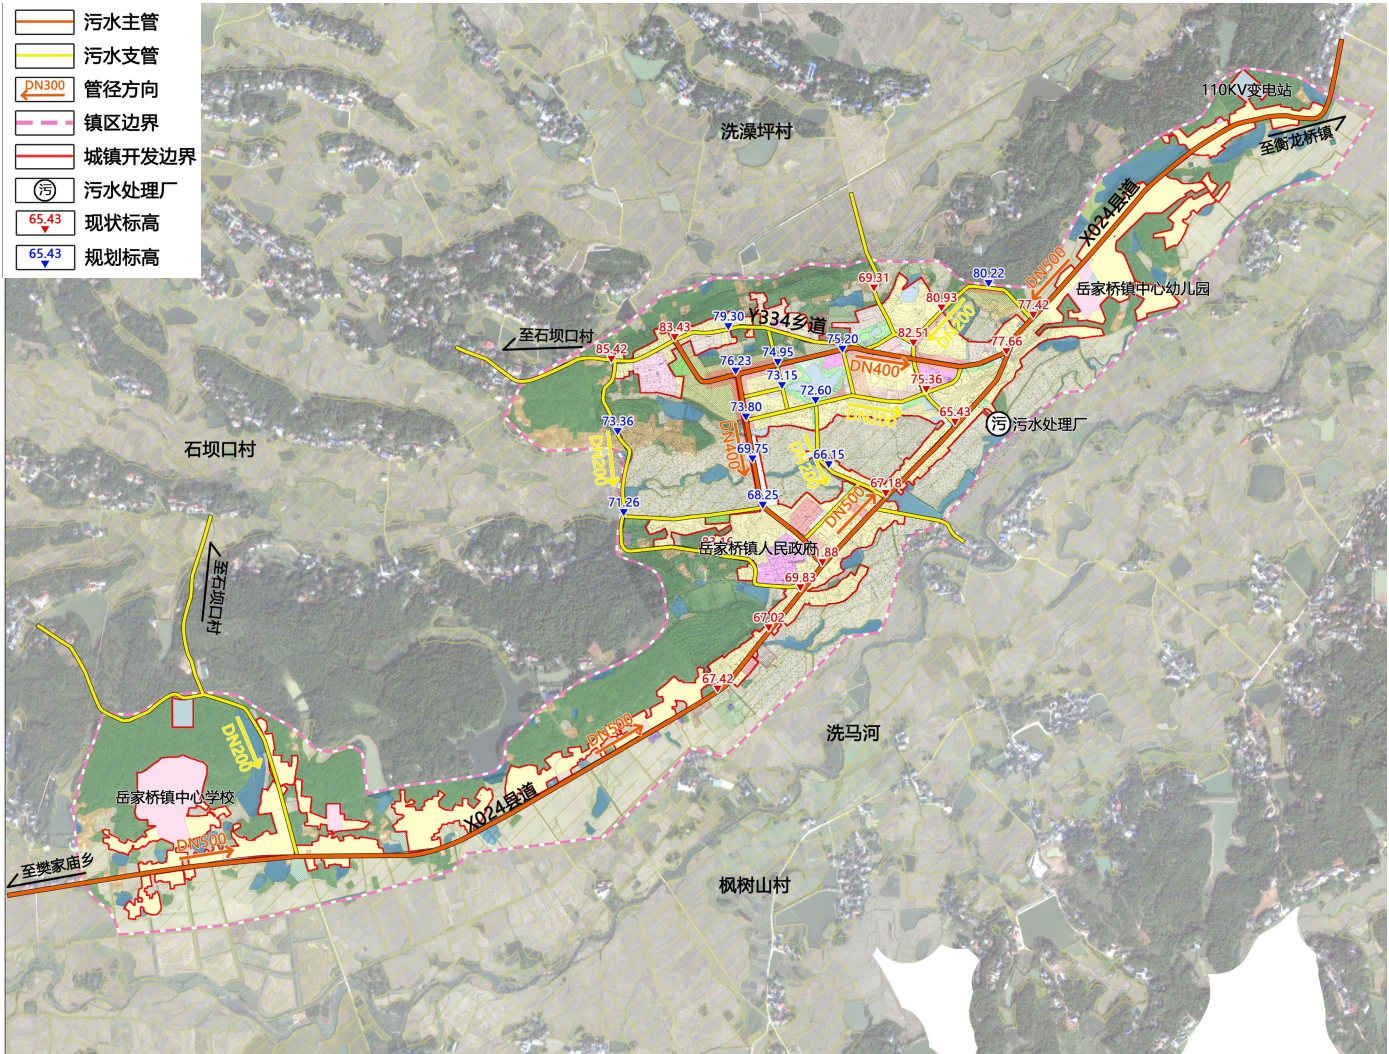 污水主管
污水支管
DN300
管径方向
镇区边界
城镇开发边界
污
污水处理厂
65.43
现状标高
65.43
规划标高
110KV变电站
洗澡坪村
至衡龙桥镇
X024县道
DN500
岳家桥镇中心幼儿园
69.31
80.93
80.22
77.42
DN200
79.30
Y334乡道
83.43
至石坝口村
85.42
75.20
82.51
77.66
74.95
76.23
DN400
73.15
75.36
72.60
73.80
DN200
65.43
污
污水处理厂
73.36
DN200
DN400
69.75
DN200
66.15
石坝口村
67.18
71.26
68.25
DN500
岳家桥镇人民政府
.88
69.83
67.02
至石坝口村
67.42
DN500
洗马河
DN200
岳家桥镇中心学校
X024县道
DN500
至樊家庙乡
枫树山村